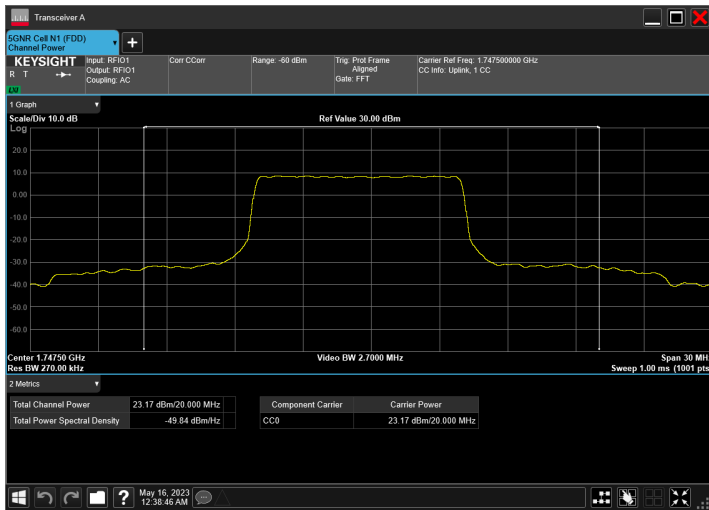 Transceiver A
5GNR Cell N1 (FDD)
Channel Power
KEYSIGHT
R T
LNI
Input: RFIO1
Output: RFIO1
Coupling: AC
Corr CCorr
Range: -60 dBm
Trig: Prot Frame
Aligned
Gate: FFT
Carrier Ref Freq: 1.747500000 GHz
CC Info: Uplink, 1 CC
1 Graph
Scale/Div 10.0 dB
Ref Value 30.00 dBm
Log
20.0
10.0
0.00
-10.0
-20.0
-30.0
-40.0
-50.0
-60.0
Center 1.74750 GHz
Video BW 2.7000 MHz
Span 30 MH
Res BW 270.00 kHz
Sweep 1.00 ms (1001 pts
2 Metrics
Total Channel Power 23.17 dBm/20.000 MHz
Total Power Spectral Density -49.84 dBm/Hz
Component Carrier Carrier Power
CC0 23.17 dBm/20.000 MHz
May 16, 2023
12:38:46 AM